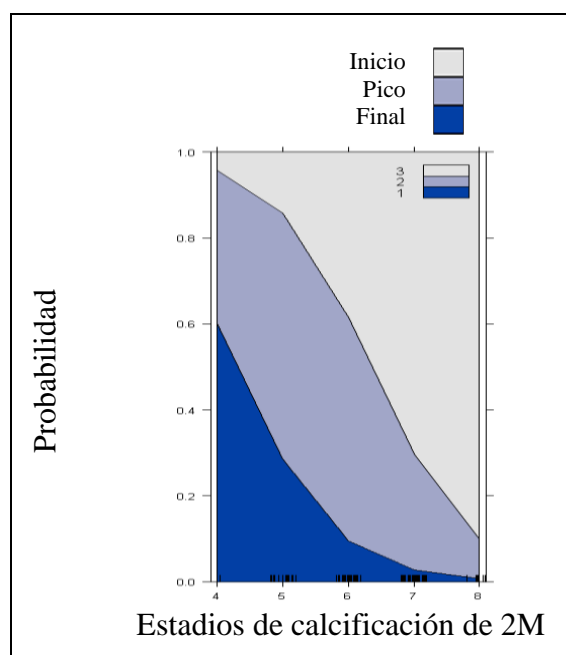 Inicio
Pico
Final
1.0
3
2
1
0.8
0.6
0.4
0.2
0.0
Probabilidad
4 5 6 7 8
Estadios de calcificación de 2M